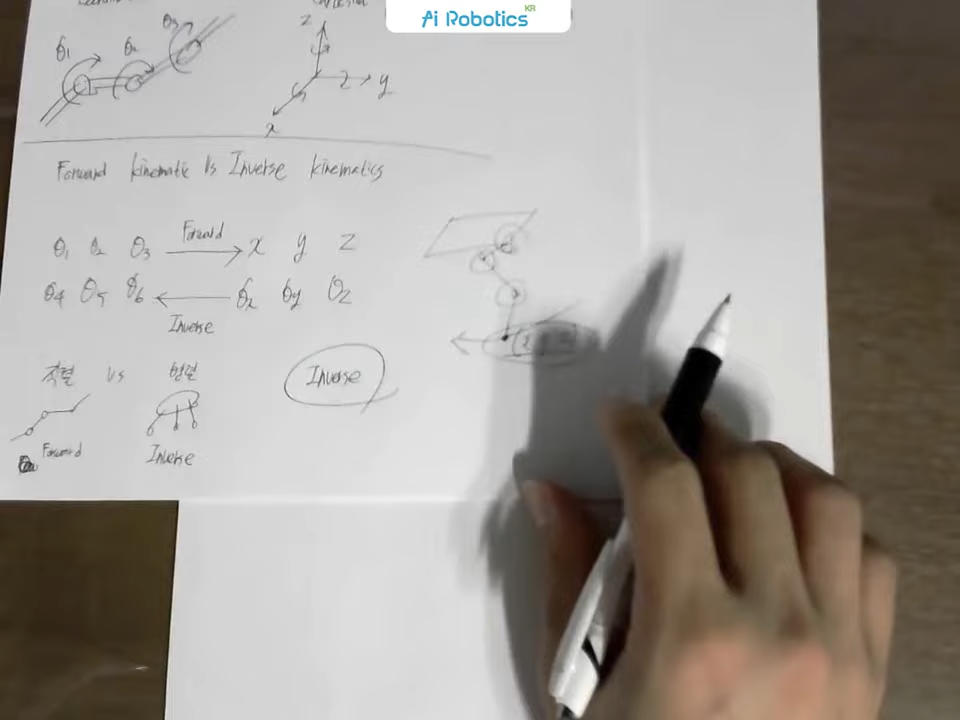 Ai Robotics KR
θ1 θ2 θ3
z
y
x
Forward kinematic Vs Inverse kinematics
θ1 θ2 θ3 Forward x y z
θ4 θ5 θ6 θx θy θz
Inverse
직렬 vs 병렬
Inverse
Forward
Inverse